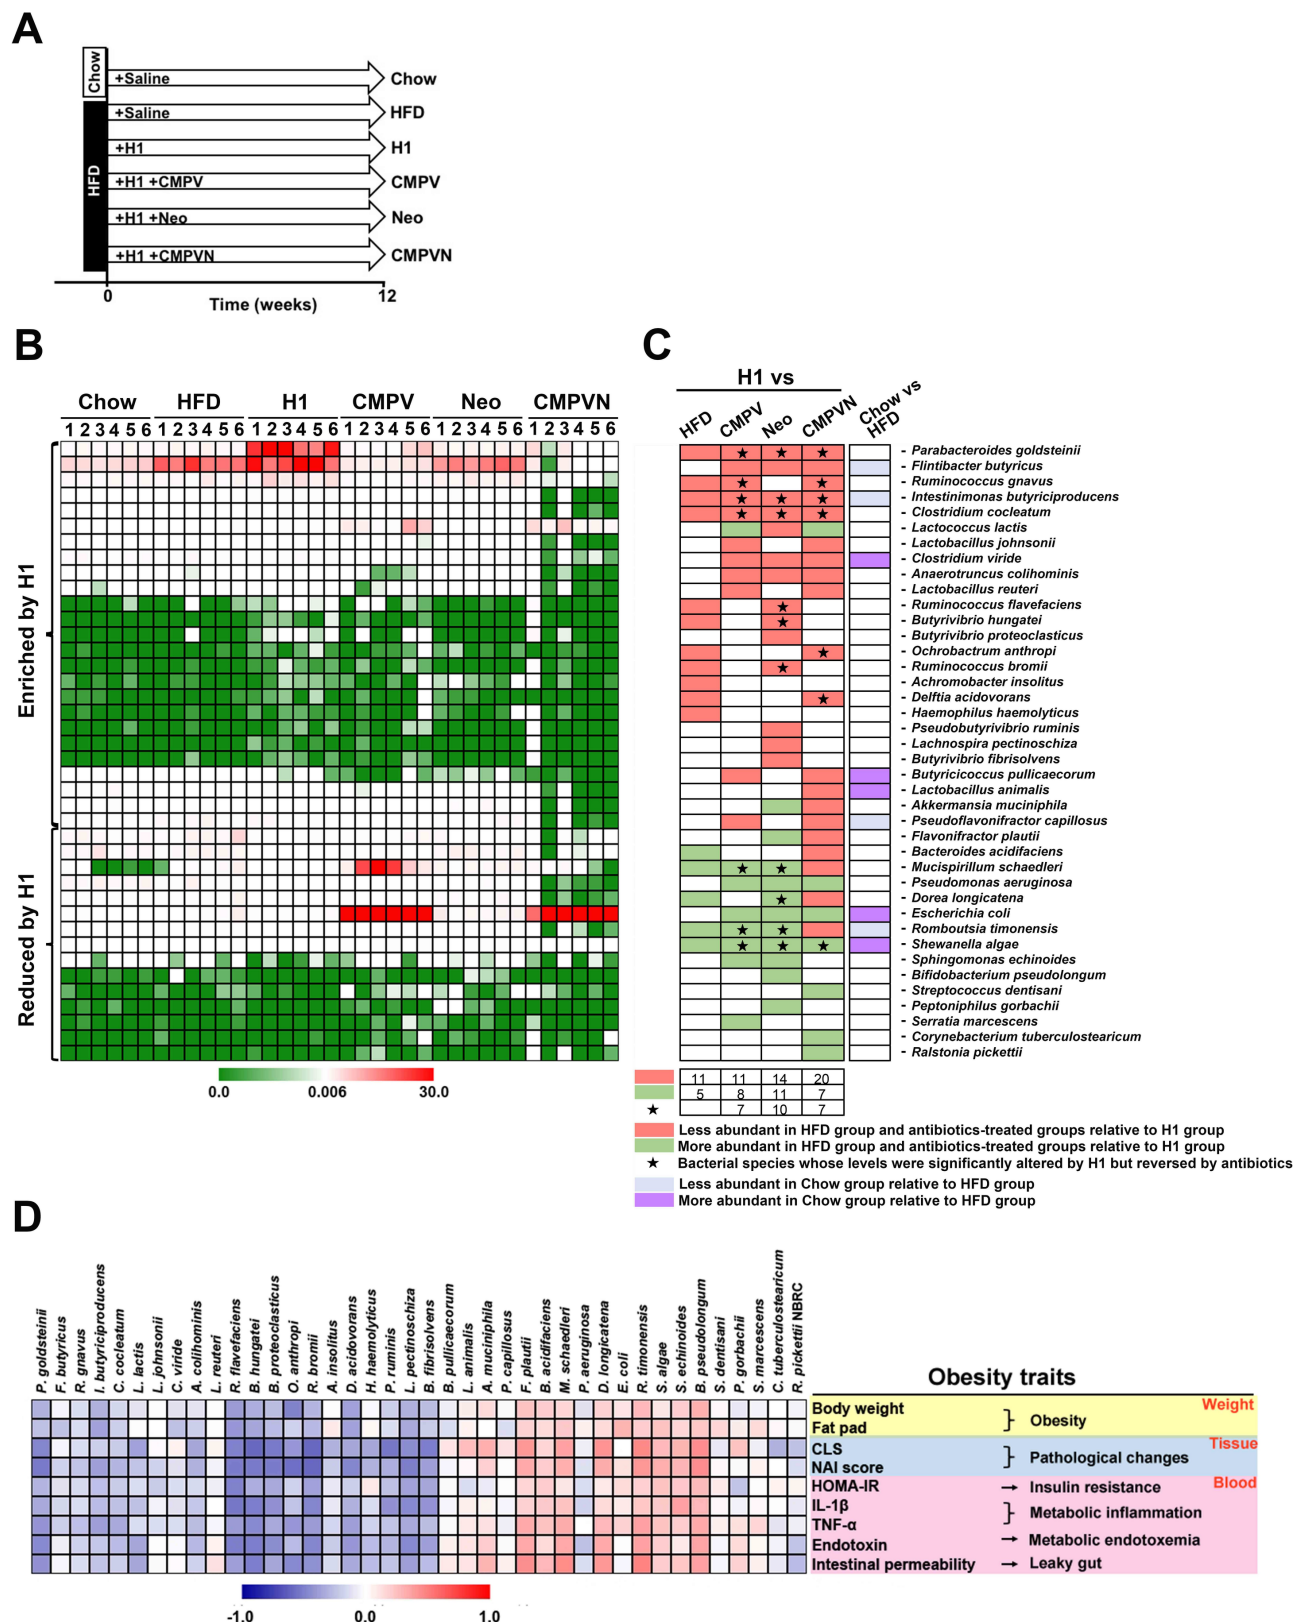 A
Chow
+Saline
Chow
HFD
+Saline
HFD
+H1
H1
+H1 +CMPV
CMPV
+H1 +Neo
Neo
+H1 +CMPVN
CMPVN
0
Time (weeks)
12
B
Chow HFD H1 CMPV Neo CMPVN
1 2 3 4 5 6 1 2 3 4 5 6 1 2 3 4 5 6 1 2 3 4 5 6 1 2 3 4 5 6 1 2 3 4 5 6
Enriched by H1
Reduced by H1
0.0 0.006 30.0
C
H1 vs
HFD CMPV Neo CMPVN
Chow vs
HFD
- Parabacteroides goldsteinii
- Flintibacter butyricus
- Ruminococcus gnavus
- Intestinimonas butyriciproducens
- Clostridium cocleatum
- Lactococcus lactis
- Lactobacillus johnsonii
- Clostridium viride
- Anaerotruncus colihominis
- Lactobacillus reuteri
- Ruminococcus flavefaciens
- Butyrivibrio hungatei
- Butyrivibrio proteoclasticus
- Ochrobactrum anthropi
- Ruminococcus bromii
- Achromobacter insolitus
- Delftia acidovorans
- Haemophilus haemolyticus
- Pseudobutyrivibrio ruminis
- Lachnospira pectinoschiza
- Butyrivibrio fibrisolvens
- Butyricicoccus pullicaecorum
- Lactobacillus animalis
- Akkermansia muciniphila
- Pseudoflavonifractor capillosus
- Flavonifractor plautii
- Bacteroides acidifaciens
- Mucispirillum schaedleri
- Pseudomonas aeruginosa
- Dorea longicatena
- Escherichia coli
- Romboutsia timonensis
- Shewanella algae
- Sphingomonas echinoides
- Bifidobacterium pseudolongum
- Streptococcus dentisani
- Peptoniphilus gorbachii
- Serratia marcescens
- Corynebacterium tuberculostearicum
- Ralstonia pickettii
11 11 14 20
5 8 11 7
★ 7 10 7
Less abundant in HFD group and antibiotics-treated groups relative to H1 group
More abundant in HFD group and antibiotics-treated groups relative to H1 group
★ Bacterial species whose levels were significantly altered by H1 but reversed by antibiotics
Less abundant in Chow group relative to HFD group
More abundant in Chow group relative to HFD group
D
P. goldsteinii
F. butyricus
R. gnavus
I. butyriciproducens
C. cocleatum
L. lactis
L. johnsonii
C. viride
A. colihominis
L. reuteri
R. flavefaciens
B. hungatei
B. proteoclasticus
O. anthropi
R. bromii
A. insolitus
D. acidovorans
H. haemolyticus
P. ruminis
L. pectinoschiza
B. fibrisolvens
B. pullicaecorum
L. animalis
A. muciniphila
P. capillosus
F. plautii
B. acidifaciens
M. schaedleri
P. aeruginosa
D. longicatena
E. coli
R. timonensis
S. algae
S. echinoides
B. pseudolongum
S. dentisani
P. gorbachii
S. marcescens
C. tuberculostearicum
R. pickettii NBRC
Obesity traits
Body weight
Fat pad
Obesity
Weight
CLS
NAI score
Pathological changes
Tissue
HOMA-IR → Insulin resistance
Blood
IL-1β
TNF-α
Metabolic inflammation
Endotoxin → Metabolic endotoxemia
Intestinal permeability → Leaky gut
-1.0 0.0 1.0